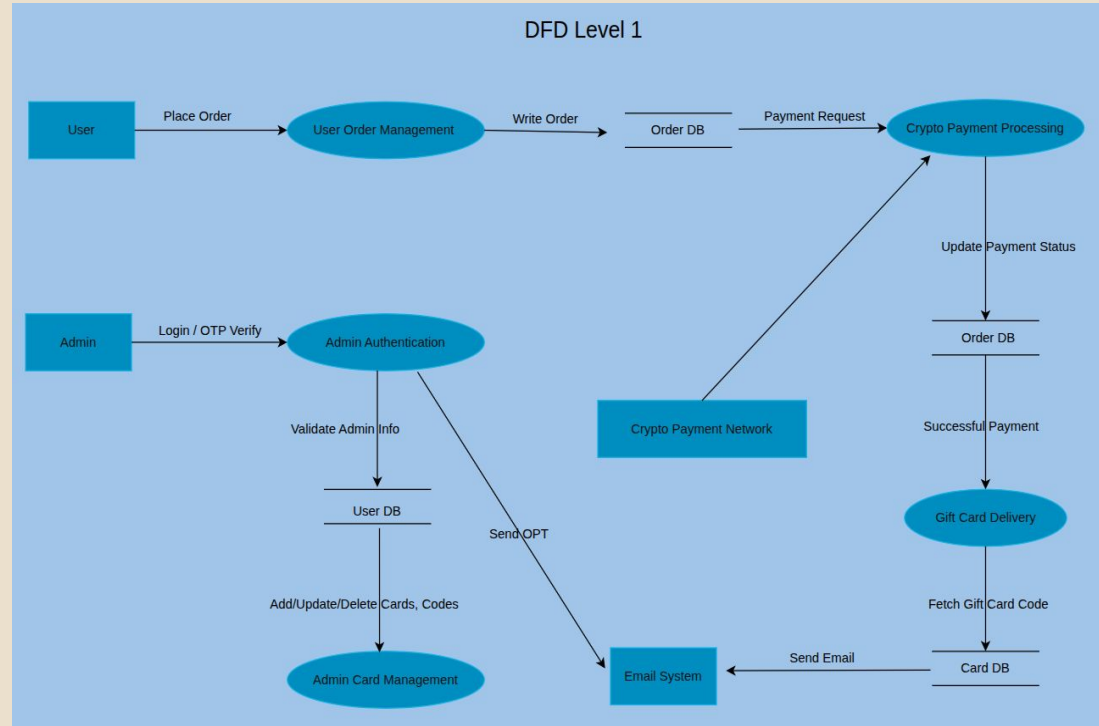 DFD Level 1
User
Place Order
User Order Management
Write Order
Order DB
Payment Request
Crypto Payment Processing
Update Payment Status
Admin
Login / OTP Verify
Admin Authentication
Order DB
Validate Admin Info
Crypto Payment Network
Successful Payment
User DB
Send OPT
Gift Card Delivery
Add/Update/Delete Cards, Codes
Fetch Gift Card Code
Admin Card Management
Email System
Send Email
Card DB